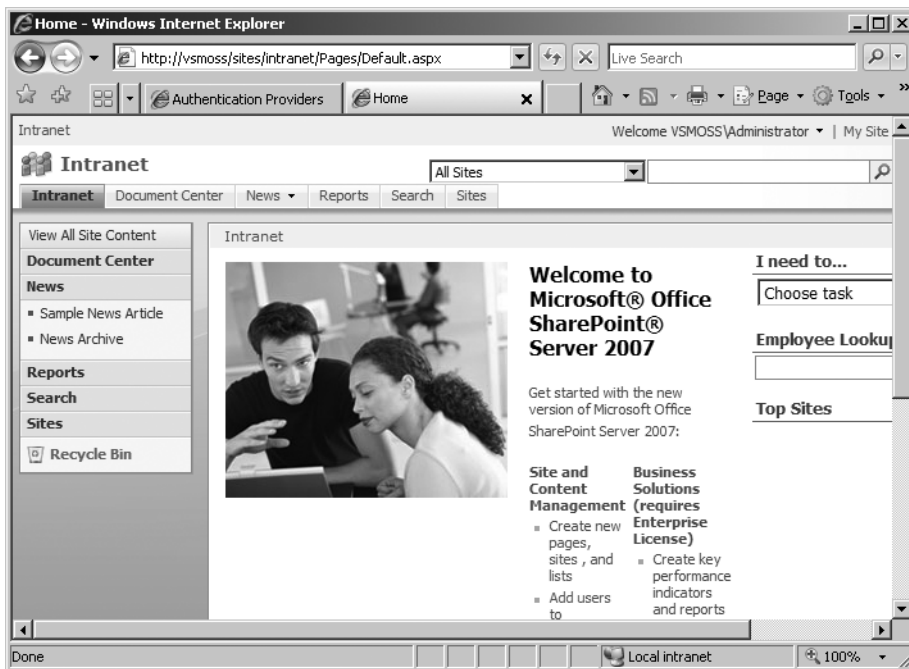 Home - Windows Internet Explorer
http://vsmoss/sites/intranet/Pages/Default.aspx
Live Search
Authentication Providers
Home
Page
Tools
»
Intranet
Welcome VSMOSS\Administrator
| My Site
Intranet
All Sites
Intranet
Document Center
News
Reports
Search
Sites
View All Site Content
Document Center
News
Sample News Article
News Archive
Reports
Search
Sites
Recycle Bin
Intranet
Welcome to
Microsoft® Office
SharePoint®
Server 2007
Get started with the new
version of Microsoft Office
SharePoint Server 2007:
Site and
Content
Management
Create new
pages,
sites , and
lists
Add users
to
Business
Solutions
(requires
Enterprise
License)
Create key
performance
indicators
and reports
I need to...
Choose task
Employee Looku
Top Sites
Done
Local intranet
100%